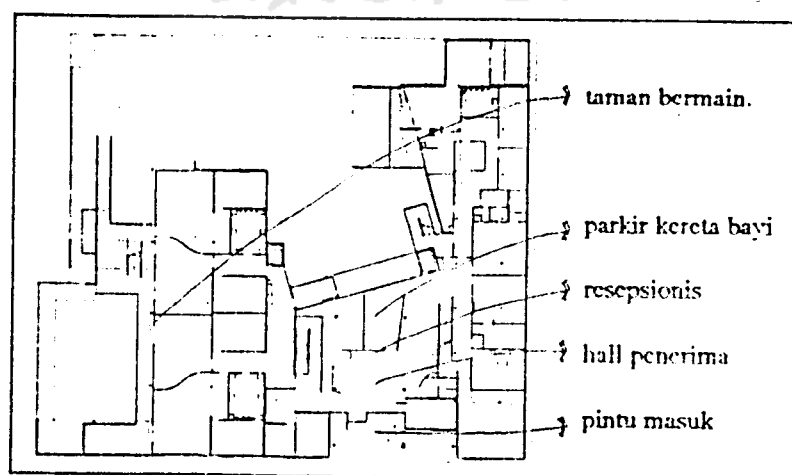 taman bermain.
parkir kereta bayi
resepsionis
hall penerima
pintu masuk